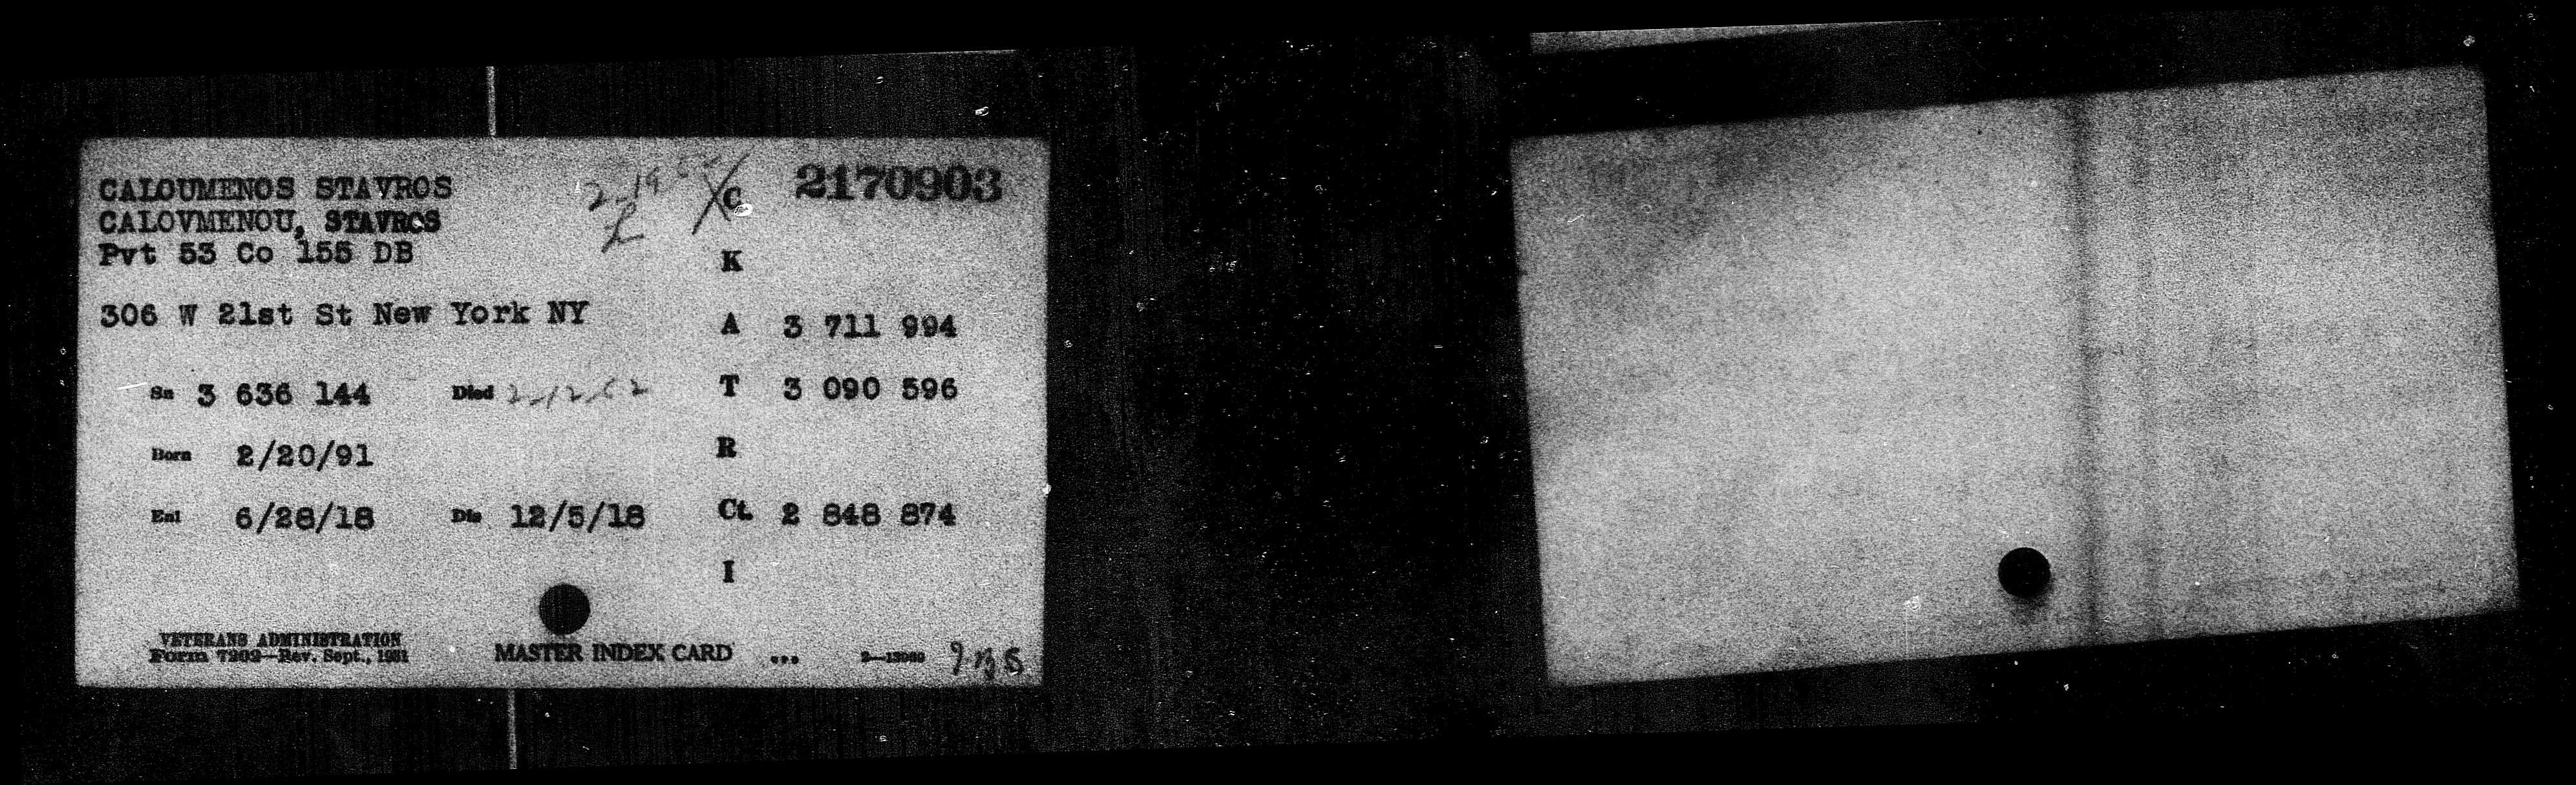 CALOUMENOS STAVROS
CALOVMENOU, STAVROS
Pvt 53 Co 155 DB
306 W 21st St New York NY
Sn 3 636 144 Died 2-12-62
Born 2/20/91
Enl 6/28/18 Dis 12/5/18
C 2170903
K
A 3 711 994
T 3 090 596
R
Ct. 2 848 874
I
VETERANS ADMINISTRATION
Form 7202—Rev. Sept., 1931
MASTER INDEX CARD